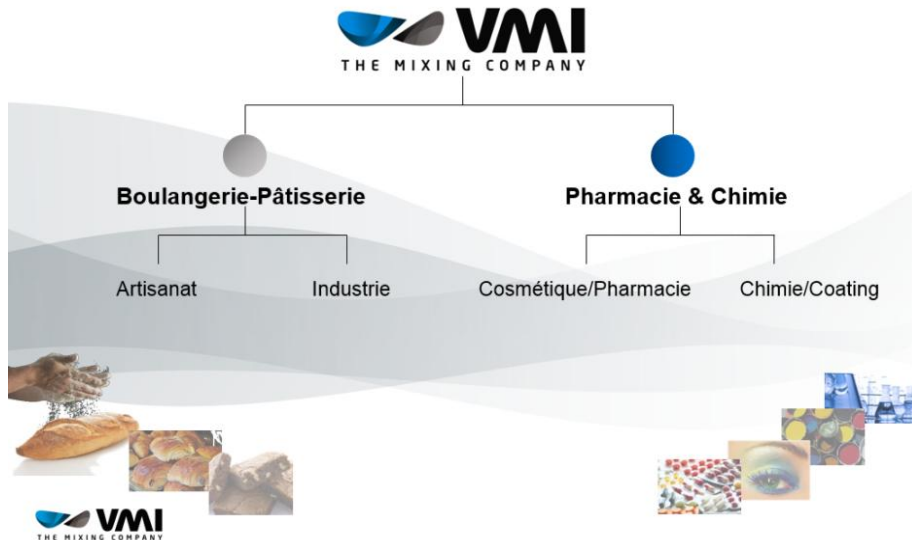 VMI
THE MIXING COMPANY
Boulangerie-Pâtisserie
Pharmacie & Chimie
Artisanat
Industrie
Cosmétique/Pharmacie
Chimie/Coating
VMI
THE MIXING COMPANY